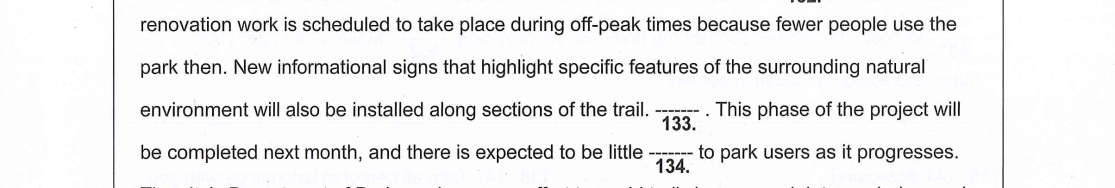 renovation work is scheduled to take place during off-peak times because fewer people use the
park then. New informational signs that highlight specific features of the surrounding natural
environment will also be installed along sections of the trail. ------- . This phase of the project will
133.
be completed next month, and there is expected to be little ------- to park users as it progresses.
134.